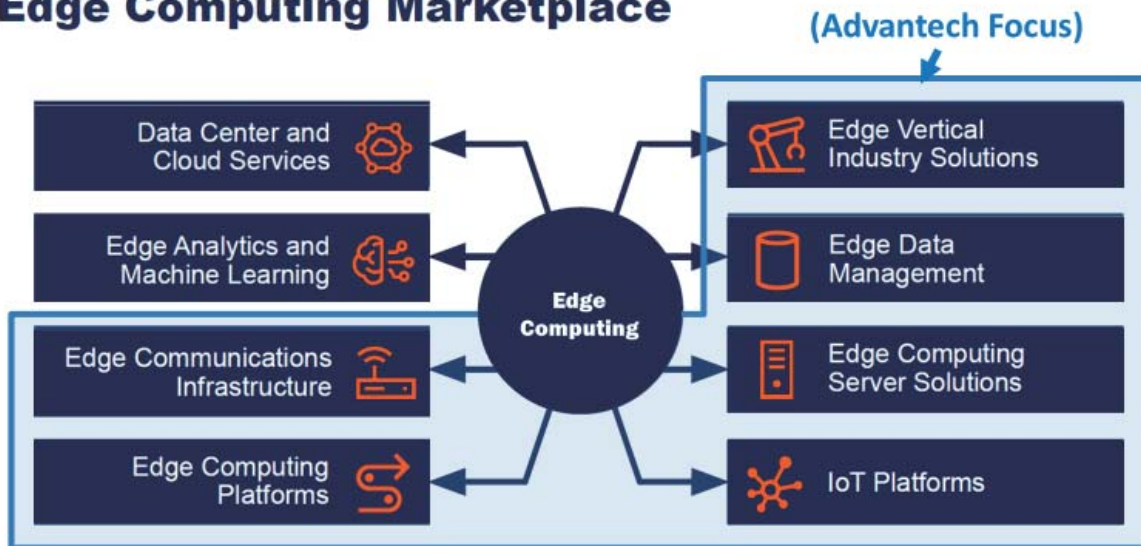 Edge Computing Marketplace
(Advantech Focus)
Data Center and
Cloud Services
Edge Analytics and
Machine Learning
Edge Communications
Infrastructure
Edge Computing
Platforms
Edge
Computing
Edge Vertical
Industry Solutions
Edge Data
Management
Edge Computing
Server Solutions
IoT Platforms